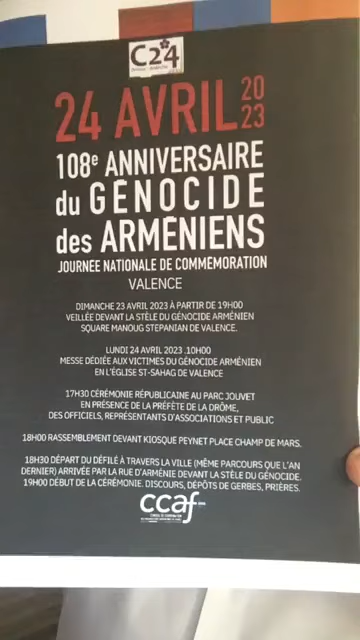 C24
24 AVRIL 20
23
108e ANNIVERSAIRE
du GÉNOCIDE
des ARMÉNIENS
JOURNEE NATIONALE DE COMMEMORATION
VALENCE
DIMANCHE 23 AVRIL 2023 À PARTIR DE 19H00
VEILLÉE DEVANT LA STÈLE DU GÉNOCIDE ARMÉNIEN
SQUARE MANOUG STEPANIAN DE VALENCE.
LUNDI 24 AVRIL 2023 .10H00
MESSE DÉDIÉE AUX VICTIMES DU GÉNOCIDE ARMÉNIEN
EN L'ÉGLISE ST-SAHAG DE VALENCE
17H30 CÉRÉMONIE RÉPUBLICAINE AU PARC JOUVET
EN PRÉSENCE DE LA PRÉFÈTE DE LA DRÔME,
DES OFFICIELS, REPRÉSENTANTS D'ASSOCIATIONS ET PUBLIC
18H00 RASSEMBLEMENT DEVANT KIOSQUE PEYNET PLACE CHAMP DE MARS.
18H30 DÉPART DU DÉFILÉ À TRAVERS LA VILLE (MÊME PARCOURS QUE L'AN
DERNIER) ARRIVÉE PAR LA RUE D'ARMÉNIE DEVANT LA STÈLE DU GÉNOCIDE.
19H00 DÉBUT DE LA CÉRÉMONIE. DISCOURS, DÉPÔTS DE GERBES, PRIÈRES.
ccaf